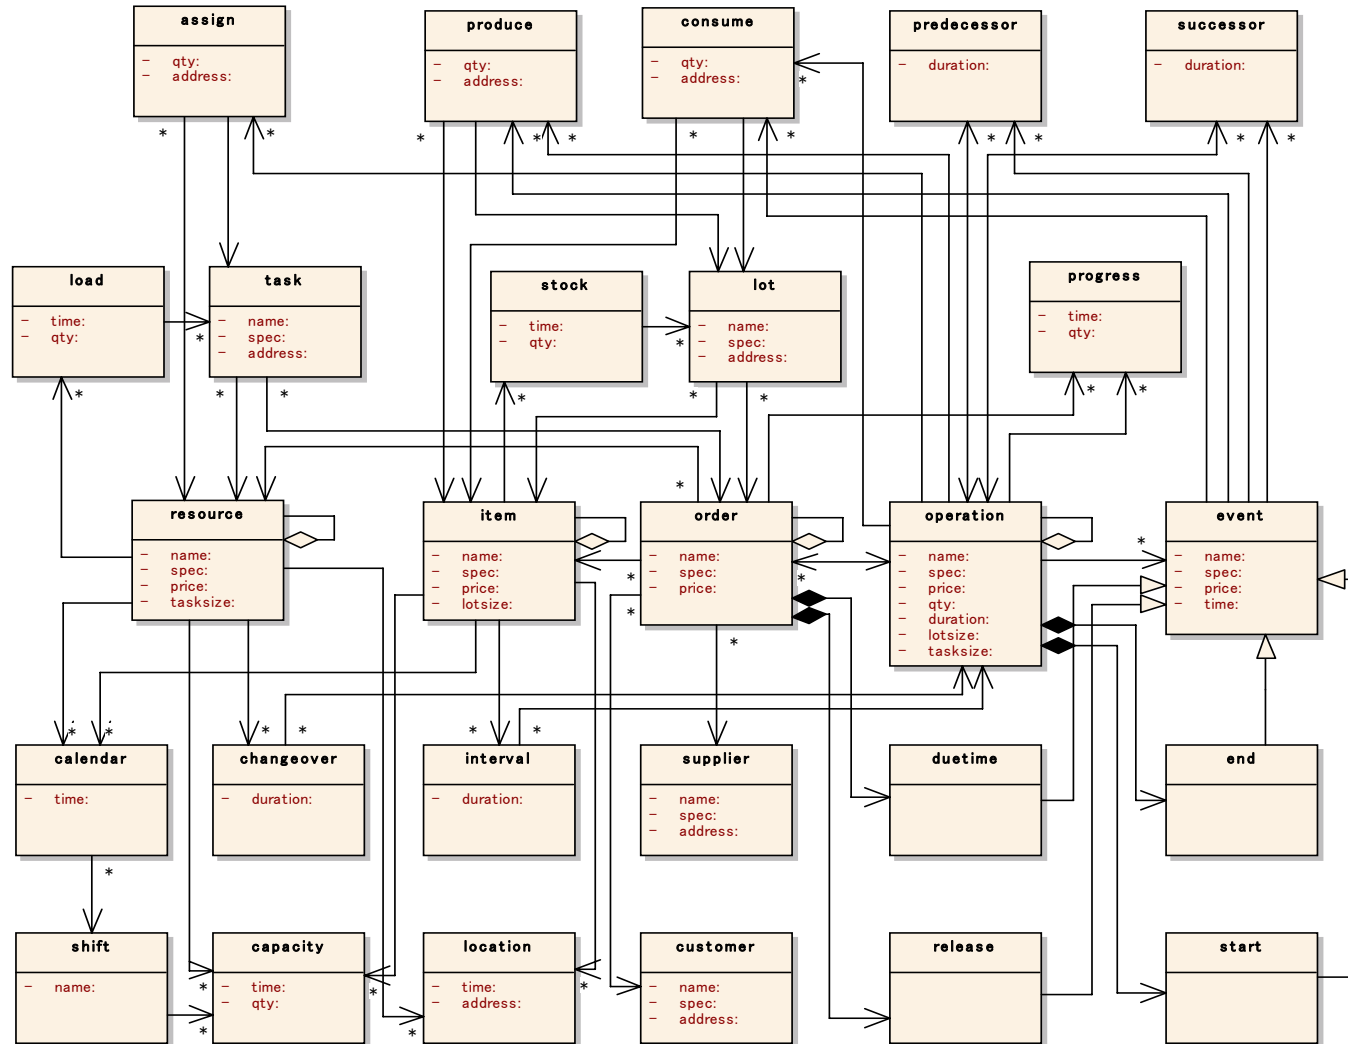 assign
- qty:
- address:
produce
- qty:
- address:
consume
- qty:
- address:
predecessor
- duration:
successor
- duration:
* * * * * * * * * * *
load
- time:
- qty:
task
- name:
- spec:
- address:
stock
- time:
- qty:
lot
- name:
- spec:
- address:
progress
- time:
- qty:
* *
* * * * * * * *
*
resource
- name:
- spec:
- price:
- tasksize:
item
- name:
- spec:
- price:
- lotsize:
order
- name:
- spec:
- price:
operation
- name:
- spec:
- price:
- qty:
- duration:
- lotsize:
- tasksize:
event
- name:
- spec:
- price:
- time:
* * * *
*
* * * * * *
calendar
- time:
changeover
- duration:
interval
- duration:
supplier
- name:
- spec:
- address:
duetime
end
*
shift
- name:
capacity
- time:
- qty:
location
- time:
- address:
customer
- name:
- spec:
- address:
release
start
* * *
* *